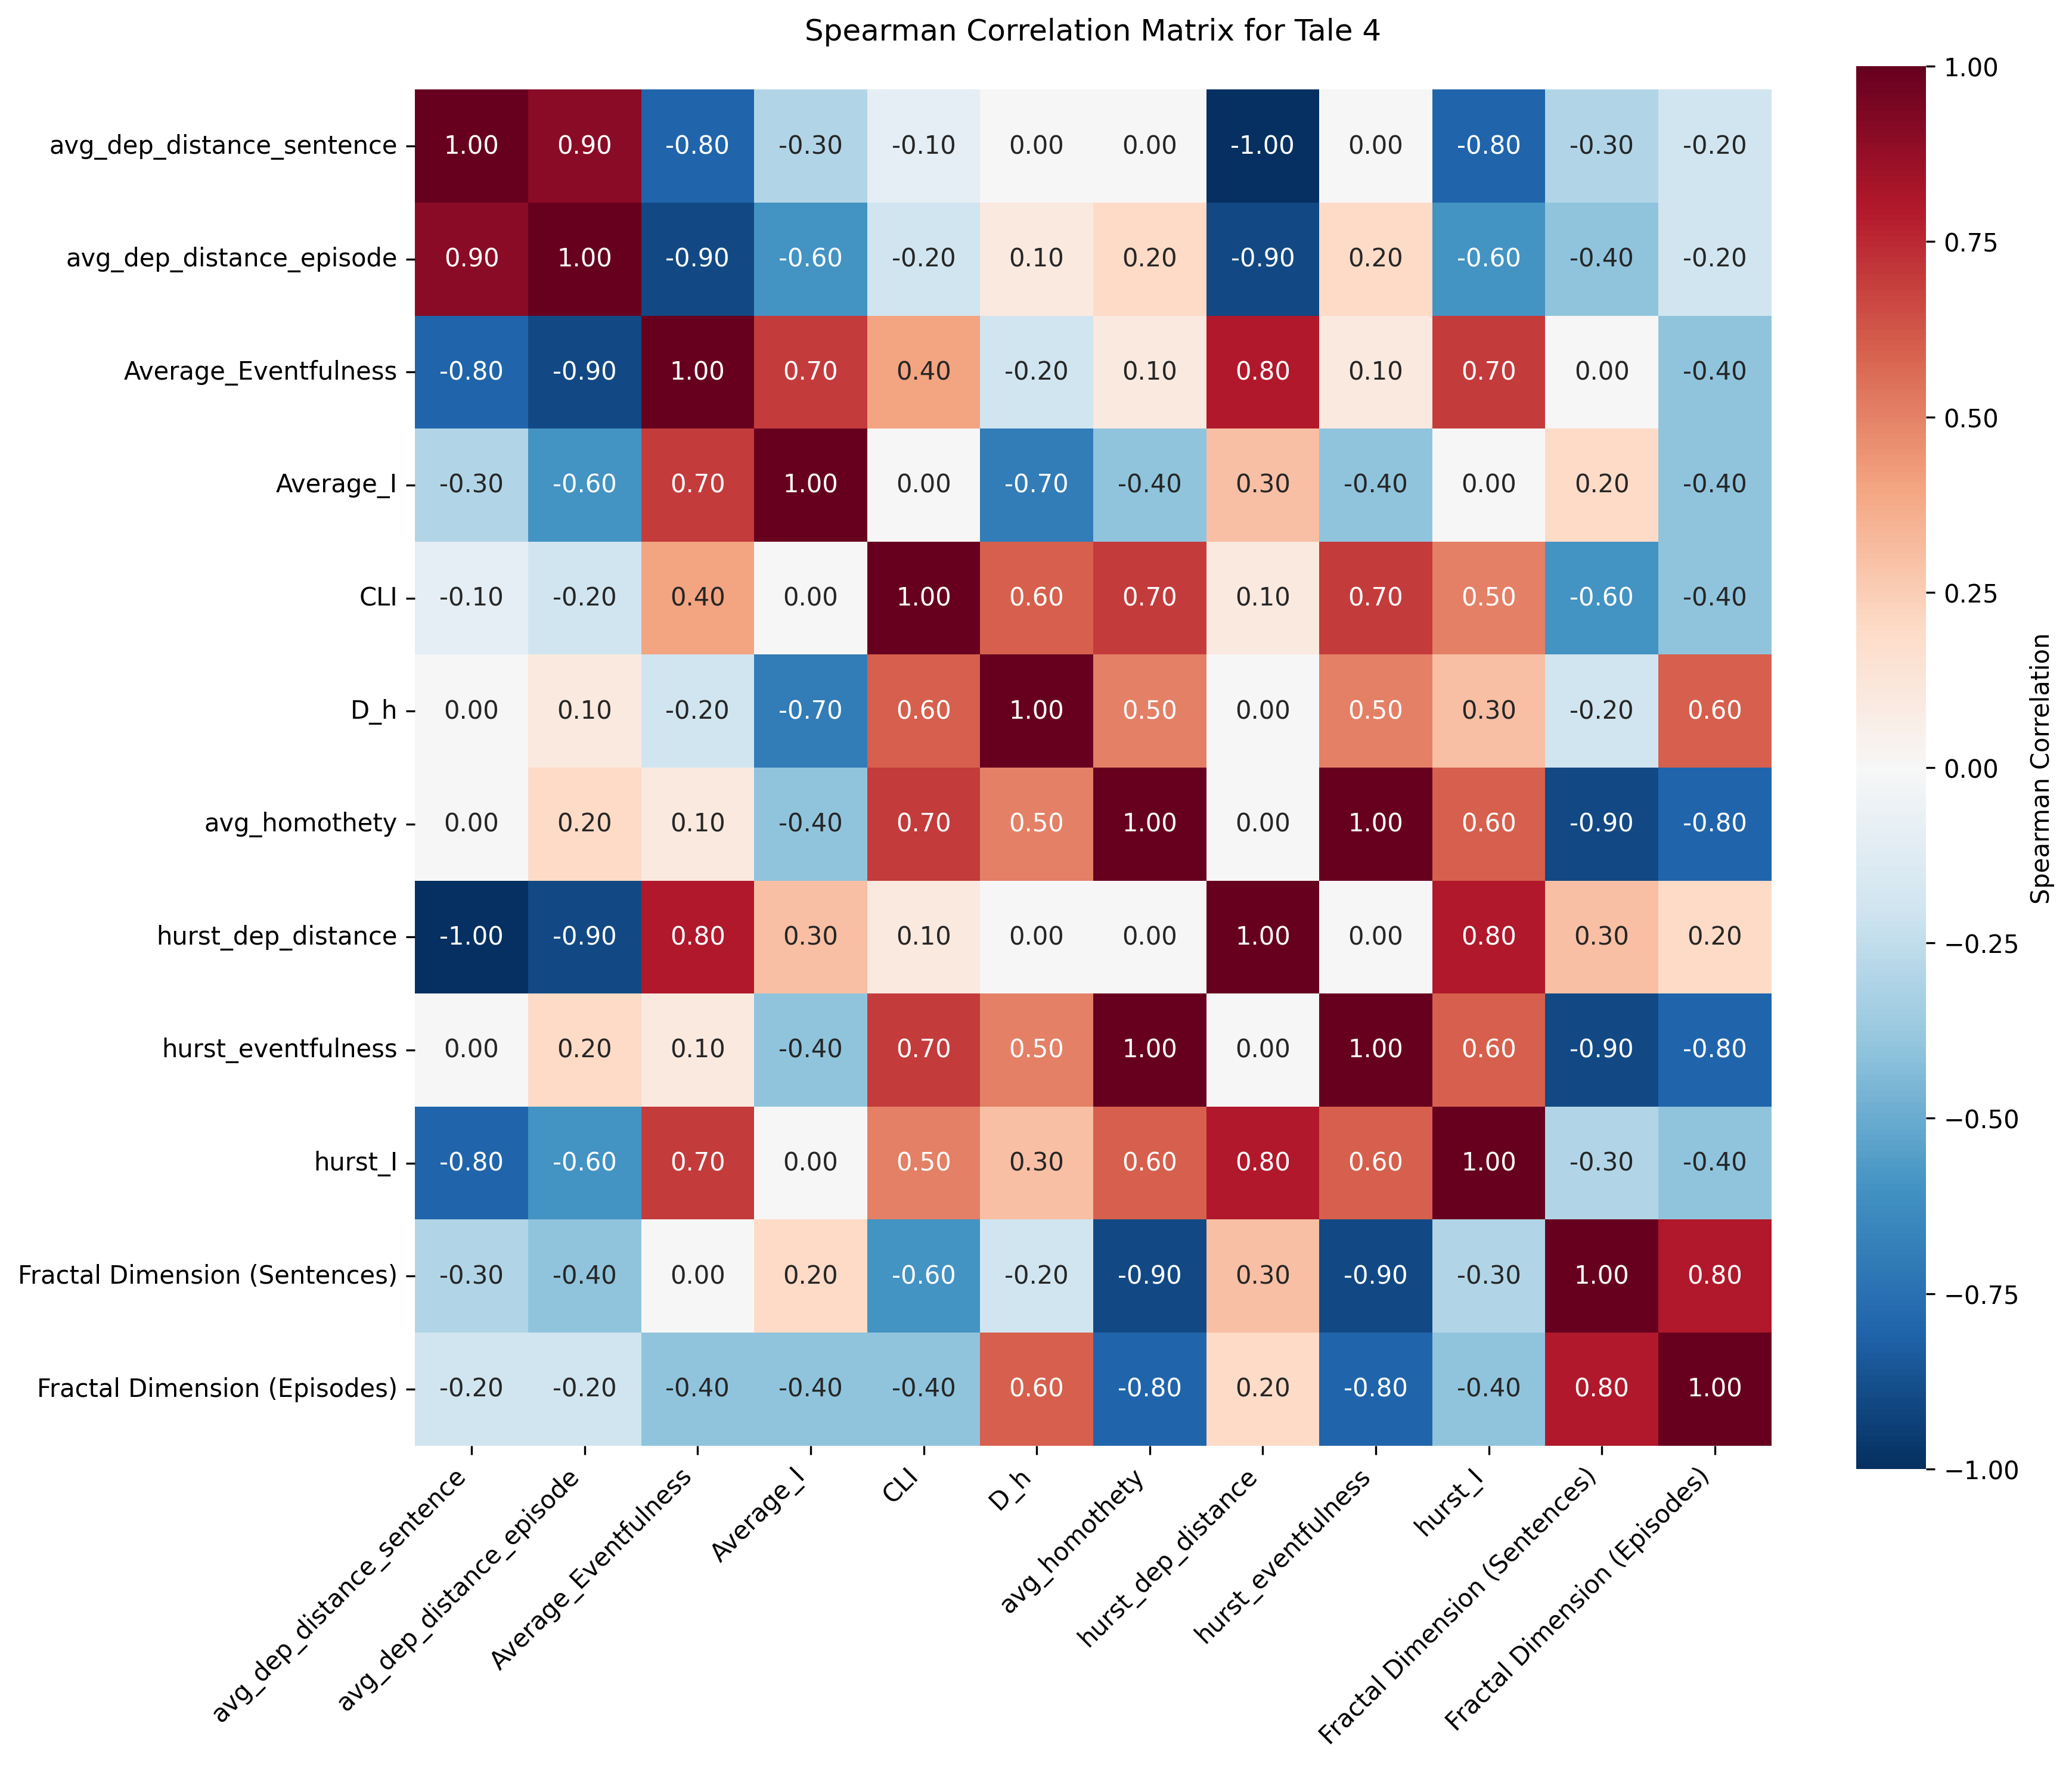 Spearman Correlation Matrix for Tale 4
avg_dep_distance_sentence 1.00 0.90 -0.80 -0.30 -0.10 0.00 0.00 -1.00 0.00 -0.80 -0.30 -0.20
avg_dep_distance_episode 0.90 1.00 -0.90 -0.60 -0.20 0.10 0.20 -0.90 0.20 -0.60 -0.40 -0.20
Average_Eventfulness -0.80 -0.90 1.00 0.70 0.40 -0.20 0.10 0.80 0.10 0.70 0.00 -0.40
Average_I -0.30 -0.60 0.70 1.00 0.00 -0.70 -0.40 0.30 -0.40 0.00 0.20 -0.40
CLI -0.10 -0.20 0.40 0.00 1.00 0.60 0.70 0.10 0.70 0.50 -0.60 -0.40
D_h 0.00 0.10 -0.20 -0.70 0.60 1.00 0.50 0.00 0.50 0.30 -0.20 0.60
avg_homothety 0.00 0.20 0.10 -0.40 0.70 0.50 1.00 0.00 1.00 0.60 -0.90 -0.80
hurst_dep_distance -1.00 -0.90 0.80 0.30 0.10 0.00 0.00 1.00 0.00 0.80 0.30 0.20
hurst_eventfulness 0.00 0.20 0.10 -0.40 0.70 0.50 1.00 0.00 1.00 0.60 -0.90 -0.80
hurst_I -0.80 -0.60 0.70 0.00 0.50 0.30 0.60 0.80 0.60 1.00 -0.30 -0.40
Fractal Dimension (Sentences) -0.30 -0.40 0.00 0.20 -0.60 -0.20 -0.90 0.30 -0.90 -0.30 1.00 0.80
Fractal Dimension (Episodes) -0.20 -0.20 -0.40 -0.40 -0.40 0.60 -0.80 0.20 -0.80 -0.40 0.80 1.00
avg_dep_distance_sentence
avg_dep_distance_episode
Average_Eventfulness
Average_I
CLI
D_h
avg_homothety
hurst_dep_distance
hurst_eventfulness
hurst_I
Fractal Dimension (Sentences)
Fractal Dimension (Episodes)
1.00
0.75
0.50
0.25
0.00
−0.25
−0.50
−0.75
−1.00
Spearman Correlation